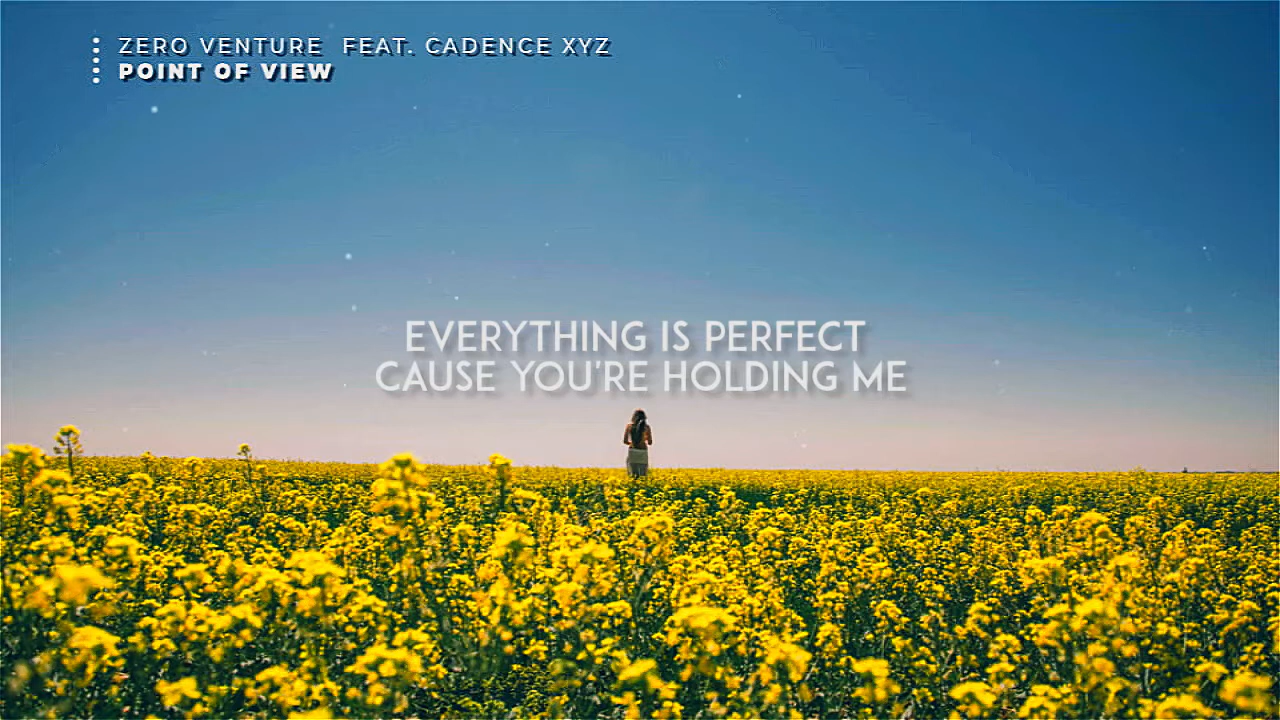 ZERO VENTURE FEAT. CADENCE XYZ
POINT OF VIEW
EVERYTHING IS PERFECT
CAUSE YOU'RE HOLDING ME